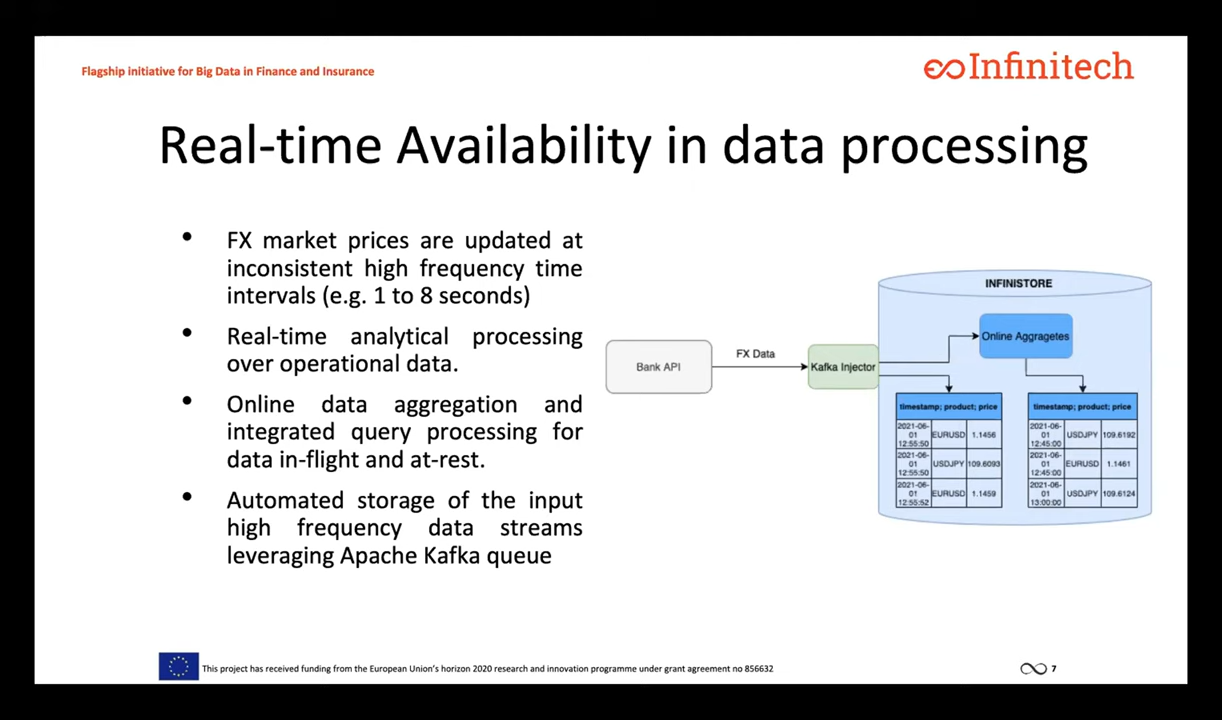 Flagship initiative for Big Data in Finance and Insurance
Infinitech
Real-time Availability in data processing
• FX market prices are updated at
inconsistent high frequency time
intervals (e.g. 1 to 8 seconds)
• Real-time analytical processing
over operational data.
• Online data aggregation and
integrated query processing for
data in-flight and at-rest.
• Automated storage of the input
high frequency data streams
leveraging Apache Kafka queue
Bank API
FX Data
Kafka Injector
INFINISTORE
Online Aggragetes
timestamp; product; price
2021-06-
01
12:55:50
EURUSD
1.1456
2021-06-
01
12:55:50
USDJPY
109.6093
2021-06-
01
12:55:52
EURUSD
1.1459
timestamp; product; price
2021-06-
01
12:45:00
USDJPY
109.6192
2021-06-
01
12:45:00
EURUSD
1.1461
2021-06-
01
13:00:00
USDJPY
109.6124
This project has received funding from the European Union's horizon 2020 research and innovation programme under grant agreement no 856632
7